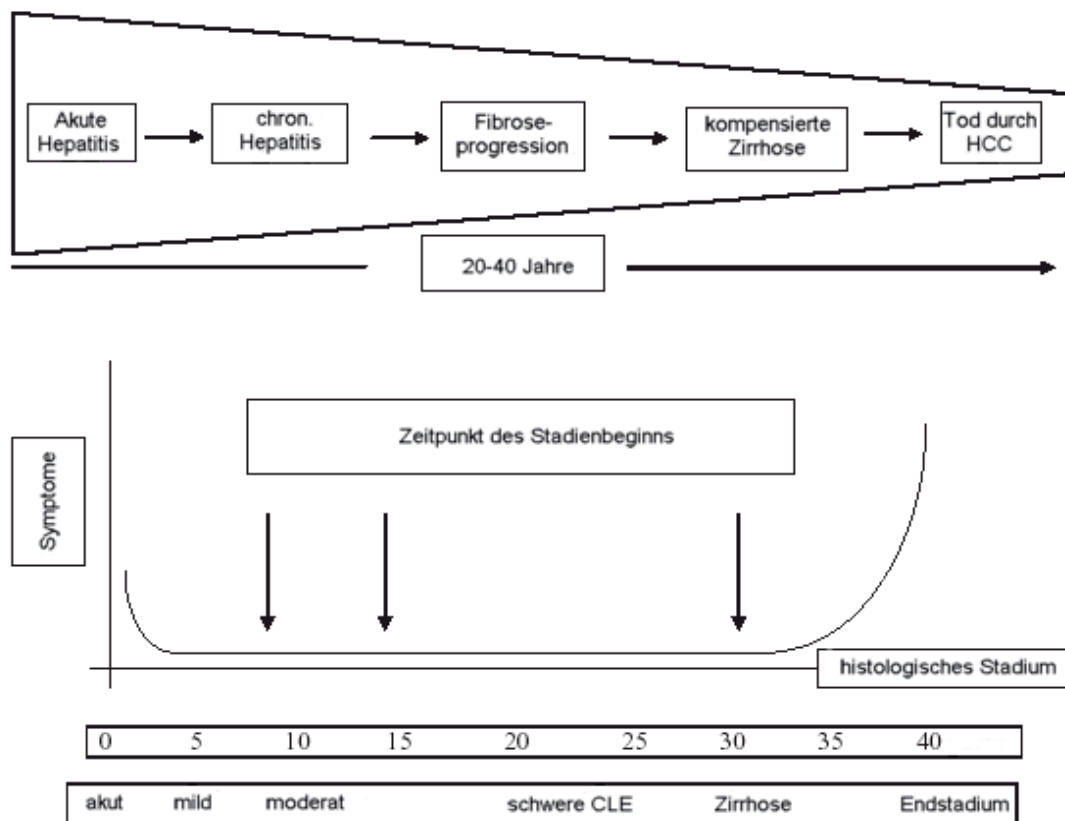 Akute
Hepatitis
chron.
Hepatitis
Fibrose-
progression
kompensierte
Zirrhose
Tod durch
HCC
20-40 Jahre
Zeitpunkt des Stadienbeginns
Symptome
histologisches Stadium
0 5 10 15 20 25 30 35 40
akut mild moderat schwere CLE Zirrhose Endstadium